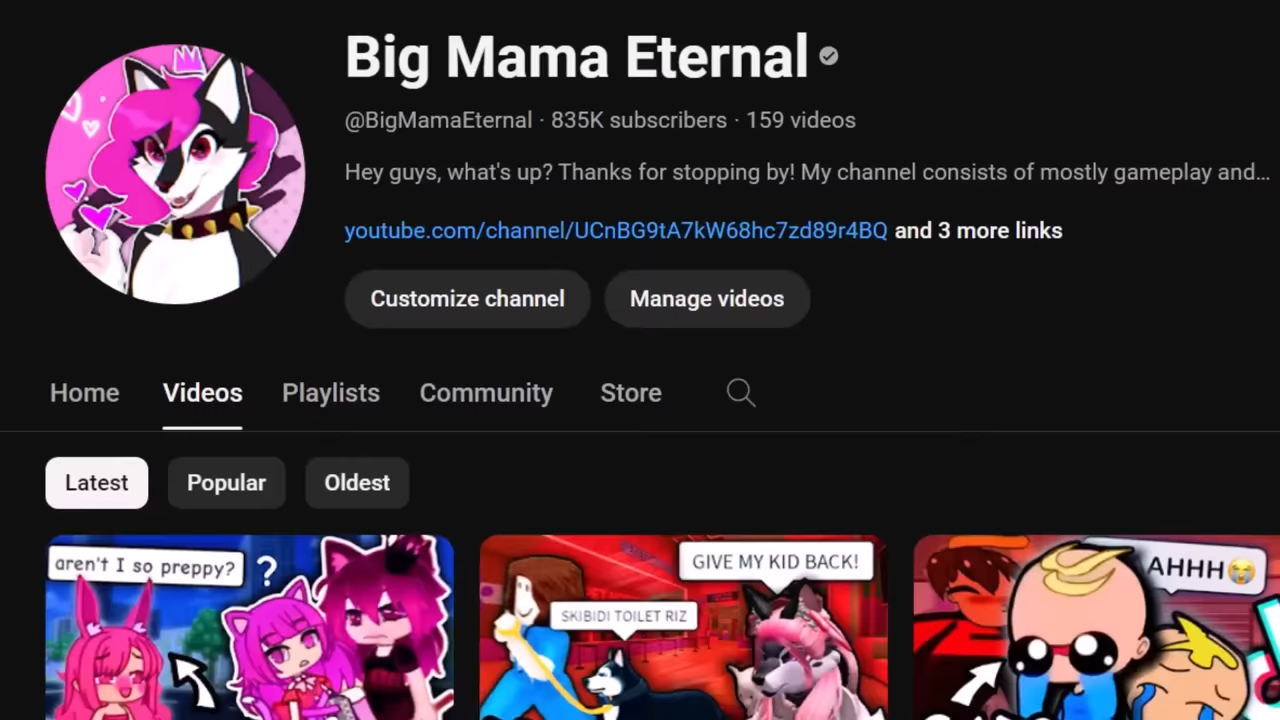 Big Mama Eternal
@BigMamaEternal · 835K subscribers · 159 videos
Hey guys, what's up? Thanks for stopping by! My channel consists of mostly gameplay and...
youtube.com/channel/UCnBG9tA7kW68hc7zd89r4BQ and 3 more links
Customize channel Manage videos
Home Videos Playlists Community Store
Latest Popular Oldest
aren't I so preppy? ?
GIVE MY KID BACK!
SKIBIDI TOILET RIZ
AHHH😭